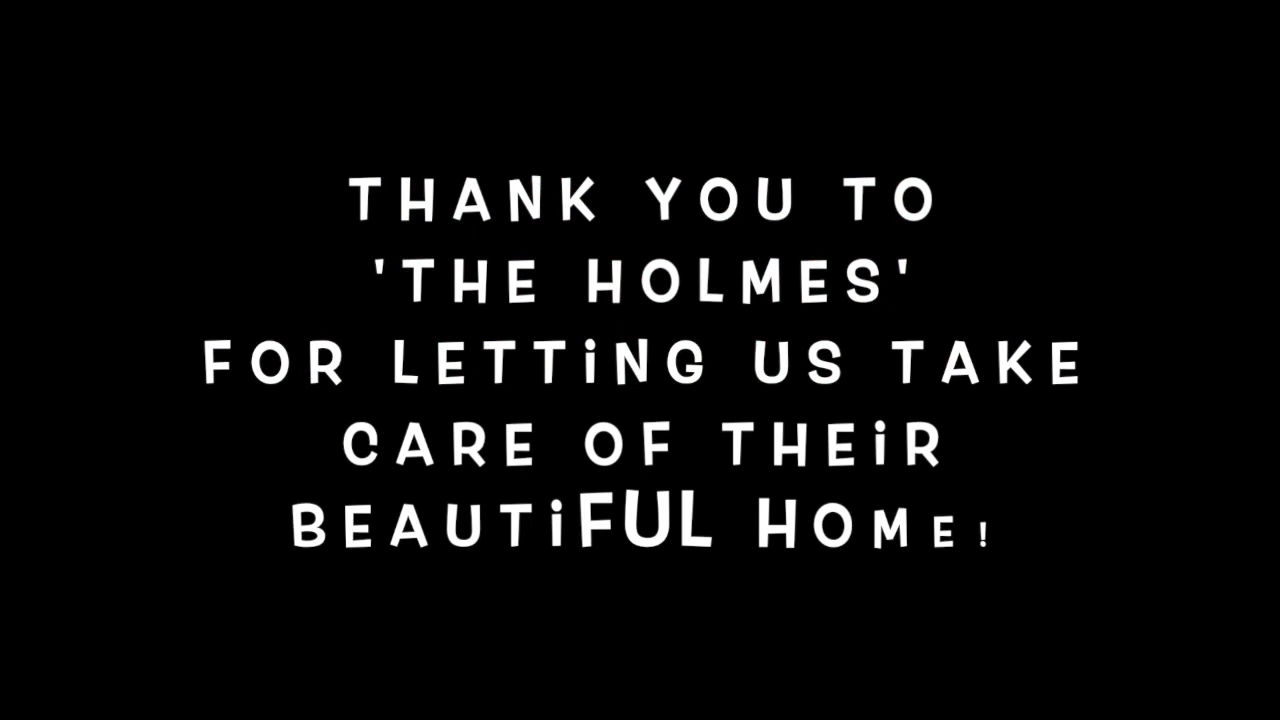 THANK YOU TO
'THE HOLMES'
FOR LETTiNG US TAKE
CARE OF THEiR
BEAUTiFUL HOME!